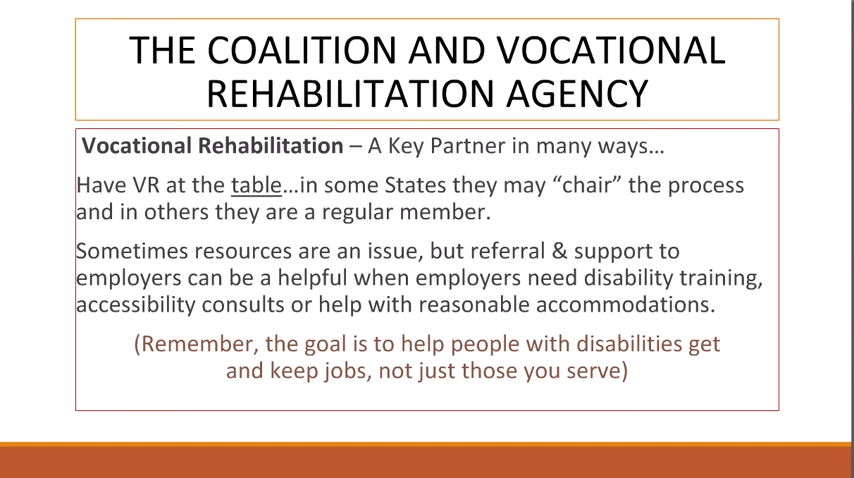 THE COALITION AND VOCATIONAL
REHABILITATION AGENCY
Vocational Rehabilitation – A Key Partner in many ways…
Have VR at the table…in some States they may “chair” the process
and in others they are a regular member.
Sometimes resources are an issue, but referral & support to
employers can be a helpful when employers need disability training,
accessibility consults or help with reasonable accommodations.
(Remember, the goal is to help people with disabilities get
and keep jobs, not just those you serve)